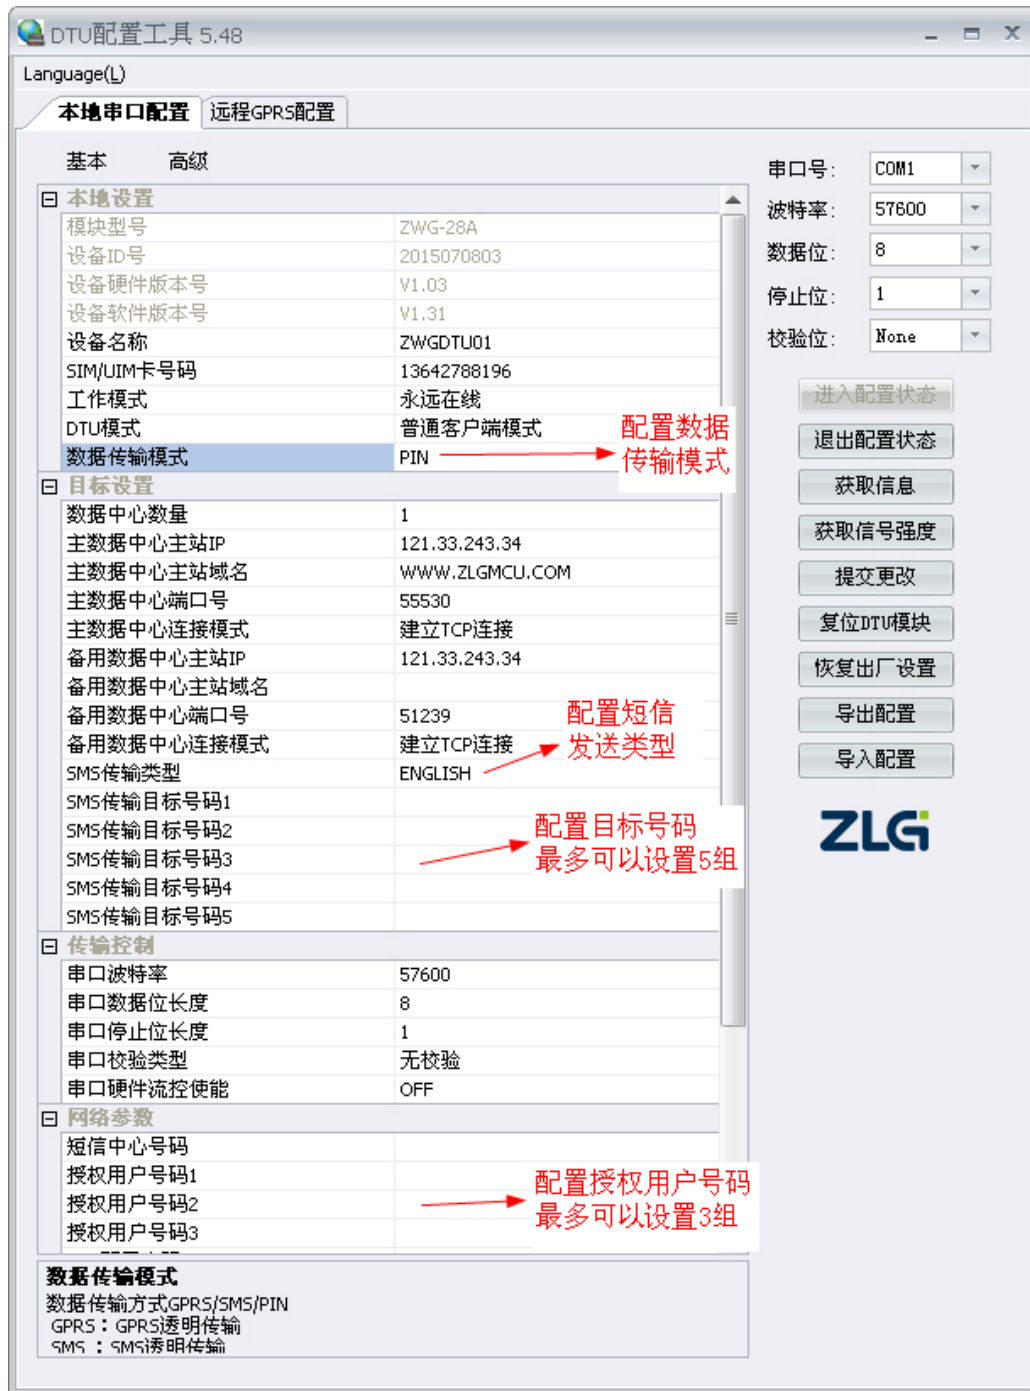 DTU配置工具 5.48
Language(L)
本地串口配置 远程GPRS配置
基本 高级
本地设置
模块型号 ZWG-28A
设备ID号 2015070803
设备硬件版本号 V1.03
设备软件版本号 V1.31
设备名称 ZWGDTU01
SIM/UIM卡号码 13642788196
工作模式 永远在线
DTU模式 普通客户端模式
数据传输模式 PIN
配置数据
传输模式
目标设置
数据中心数量 1
主数据中心主站IP 121.33.243.34
主数据中心主站域名 WWW.ZLGMCU.COM
主数据中心端口号 55530
主数据中心连接模式 建立TCP连接
备用数据中心主站IP 121.33.243.34
备用数据中心主站域名
备用数据中心端口号 51239
备用数据中心连接模式 建立TCP连接
配置短信
发送类型
SMS传输类型 ENGLISH
SMS传输目标号码1
SMS传输目标号码2
SMS传输目标号码3
SMS传输目标号码4
SMS传输目标号码5
配置目标号码
最多可以设置5组
传输控制
串口波特率 57600
串口数据位长度 8
串口停止位长度 1
串口校验类型 无校验
串口硬件流控使能 OFF
网络参数
短信中心号码
授权用户号码1
授权用户号码2
授权用户号码3
配置授权用户号码
最多可以设置3组
数据传输模式
数据传输方式GPRS/SMS/PIN
GPRS：GPRS透明传输
SMS ：SMS透明传输
串口号: COM1
波特率: 57600
数据位: 8
停止位: 1
校验位: None
进入配置状态
退出配置状态
获取信息
获取信号强度
提交更改
复位DTU模块
恢复出厂设置
导出配置
导入配置
ZLG